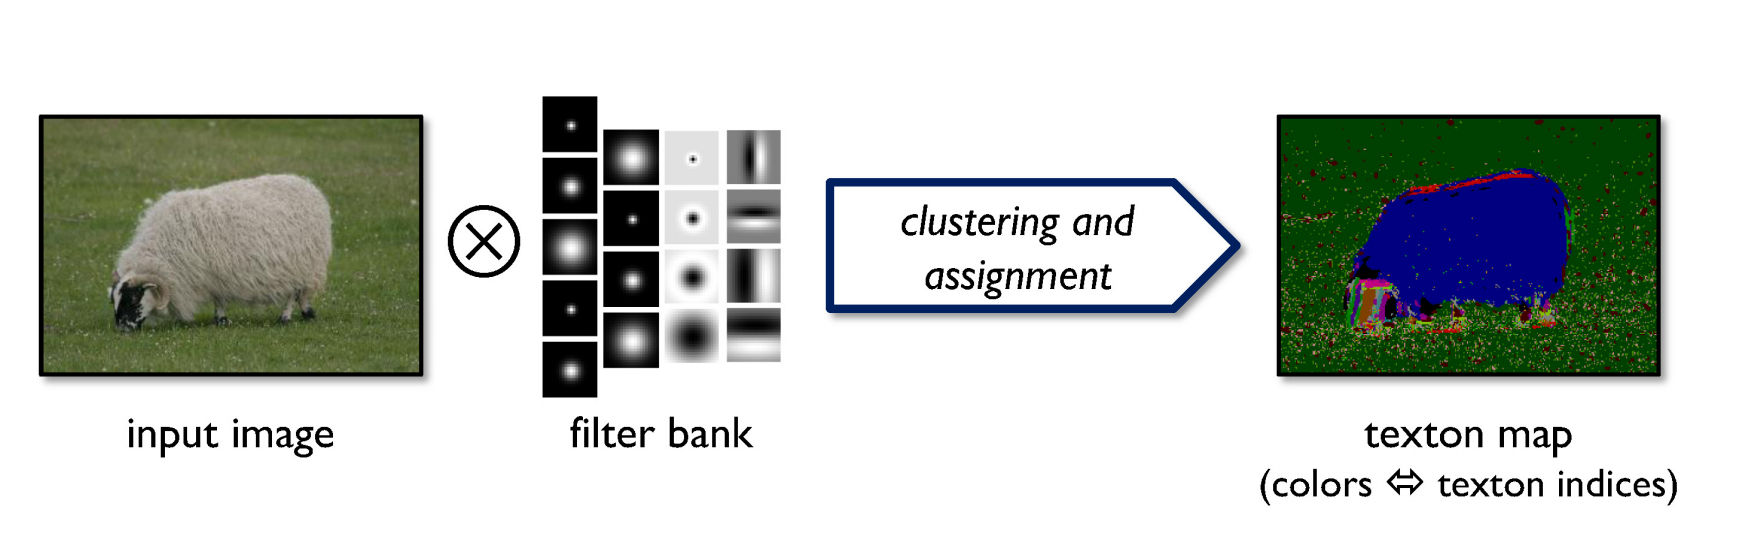 clustering and
assignment
input image
filter bank
texton map
(colors ⇔ texton indices)